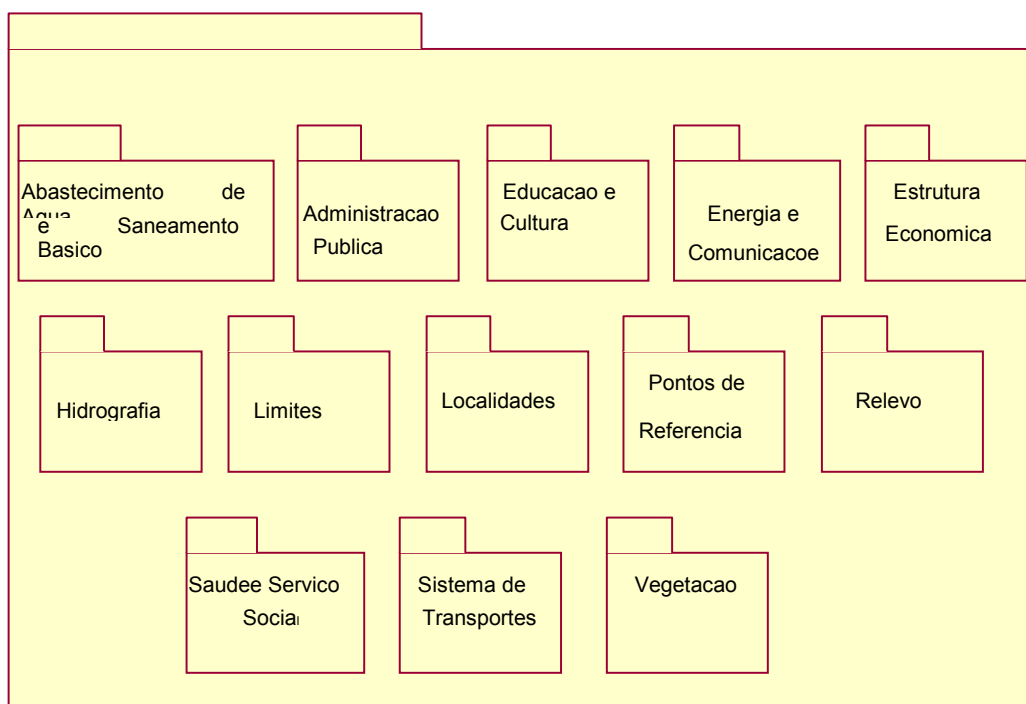 Abastecimento de
Agua
e Saneamento
Basico
Administracao
Publica
Educacao e
Cultura
Energia e
Comunicacoe
Estrutura
Economica
Hidrografia
Limites
Localidades
Pontos de
Referencia
Relevo
Saudee Servico
Social
Sistema de
Transportes
Vegetacao